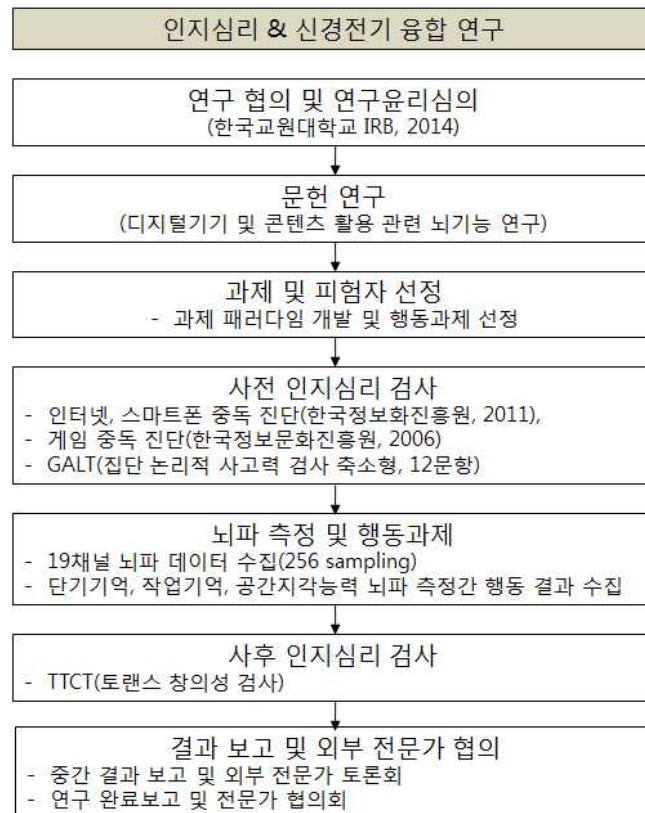 인지심리 & 신경전기 융합 연구
연구 협의 및 연구윤리심의
(한국교원대학교 IRB, 2014)
문헌 연구
(디지털기기 및 콘텐츠 활용 관련 뇌기능 연구)
과제 및 피험자 선정
- 과제 패러다임 개발 및 행동과제 선정
사전 인지심리 검사
- 인터넷, 스마트폰 중독 진단(한국정보화진흥원, 2011),
- 게임 중독 진단(한국정보문화진흥원, 2006)
- GALT(집단 논리적 사고력 검사 축소형, 12문항)
뇌파 측정 및 행동과제
- 19채널 뇌파 데이터 수집(256 sampling)
- 단기기억, 작업기억, 공간지각능력 뇌파 측정간 행동 결과 수집
사후 인지심리 검사
- TTCT(토랜스 창의성 검사)
결과 보고 및 외부 전문가 협의
- 중간 결과 보고 및 외부 전문가 토론회
- 연구 완료보고 및 전문가 협의회